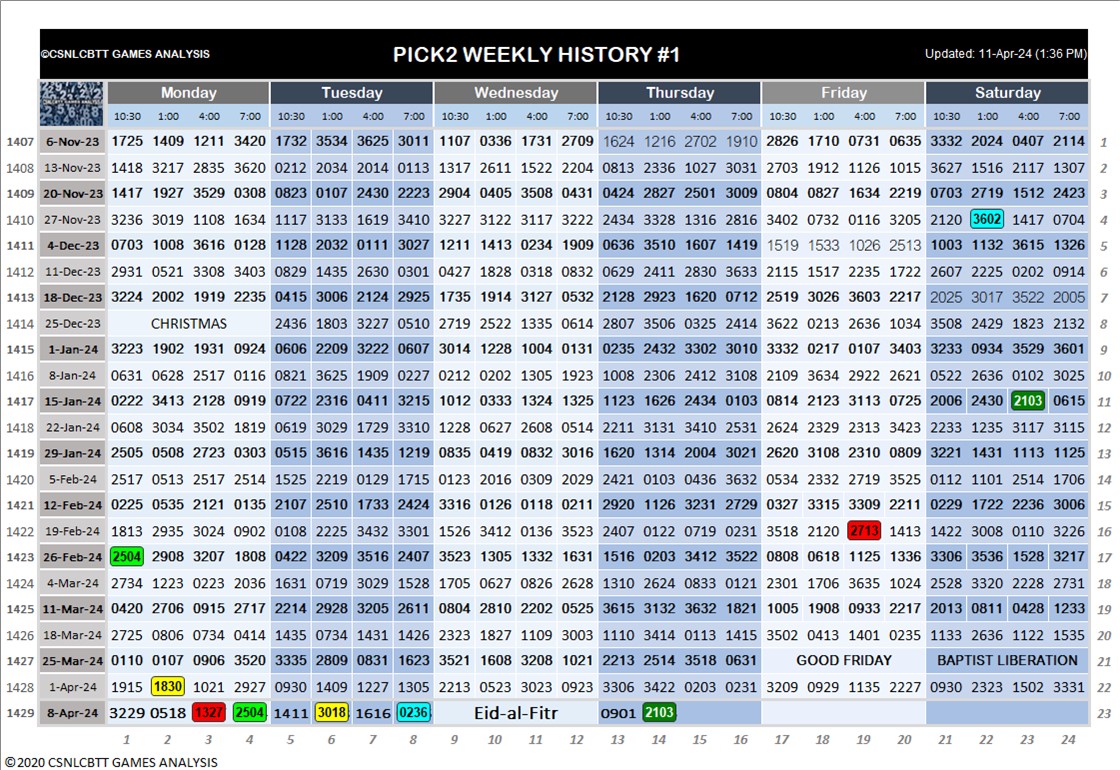 ©CSNLCBTT GAMES ANALYSIS PICK2 WEEKLY HISTORY #1 Updated: 11-Apr-24 (1:36 PM)
Monday Tuesday Wednesday Thursday Friday Saturday
10:30 1:00 4:00 7:00 10:30 1:00 4:00 8:00 10:30 1:00 4:00 7:00 10:30 1:00 4:00 7:00 10:30 1:00 4:00 7:00 10:30 1:00 4:00 7:00
1407 6-Nov-23 1725 1409 1211 3420 1732 3534 3625 3011 1107 0336 1731 2709 1624 1216 2702 1910 2826 1710 0731 0635 3332 2024 0407 2114 1
1408 13-Nov-23 1418 3217 2835 3620 0212 2034 2014 0113 1317 2611 1522 2204 0813 2336 1027 3031 2703 1912 1126 1015 3627 1516 2117 1307 2
1409 20-Nov-23 1417 1927 3529 0308 0823 0107 2430 2223 2904 0405 3508 0431 0424 2827 2501 3009 0804 0827 1634 2219 0703 2719 1512 2423 3
1410 27-Nov-23 3236 3019 1108 1634 1117 3133 1619 3410 3227 3122 3117 3222 2434 3328 1316 2816 3402 0732 0116 3205 2120 3602 1417 0704 4
1411 4-Dec-23 0703 1008 3616 0128 1128 2032 0111 3027 1211 1413 0234 1909 0636 3510 1607 1419 1519 1533 1026 2513 1003 1132 3615 1326 5
1412 11-Dec-23 2931 0521 3308 3403 0829 1435 2630 0301 0427 1828 0318 0832 0629 2411 2830 3633 2115 1517 2235 1722 2607 2225 0202 0914 6
1413 18-Dec-23 3224 2002 1919 2235 0415 3006 2124 2925 1735 1914 3127 0532 2128 2923 1620 0712 2519 3026 3603 2217 2025 3017 3522 2005 7
1414 25-Dec-23 CHRISTMAS 2436 1803 3227 0510 2719 2522 1335 0614 2807 3506 0325 2414 3622 0213 2636 1034 3508 2429 1823 2132 8
1415 1-Jan-24 3223 1902 1931 0924 0606 2209 3222 0607 3014 1228 1004 0131 0235 2432 3302 3010 3332 0217 0107 3403 3233 0934 3529 3601 9
1416 8-Jan-24 0631 0628 2517 0116 0821 3625 1909 0227 0212 0202 1305 1923 1008 2306 2412 3108 2109 3634 2922 2621 0522 2636 0102 3025 10
1417 15-Jan-24 0222 3413 2128 0919 0722 2316 0411 3215 1012 0333 1324 1325 1123 1626 2434 0103 0814 2123 3113 0725 2006 2430 2103 0615 11
1418 22-Jan-24 0608 3034 3502 1819 0619 3029 1729 3310 1228 0627 2608 0514 2211 3131 3410 2531 2624 2329 2313 3423 2233 1235 3117 3115 12
1419 29-Jan-24 2505 0508 2723 0303 0515 3616 1435 1219 0835 0419 0832 3016 1620 1314 2004 3021 2620 3108 2310 0809 3221 1431 1113 1125 13
1420 5-Feb-24 2517 0513 2517 2514 1525 2219 0129 1715 0123 2016 0309 2029 2421 0103 0436 3632 0534 2332 2719 3525 0112 1101 2514 1706 14
1421 12-Feb-24 0225 0535 2121 0135 2107 2510 1733 2424 3316 0126 0118 0211 2920 1126 3231 2729 0327 3315 3309 2211 0229 1722 2236 3006 15
1422 19-Feb-24 1813 2935 3024 0902 0108 2225 3432 3301 1526 3412 0136 3523 2407 0122 0719 0231 3518 2120 2713 1413 1422 3008 0110 3226 16
1423 26-Feb-24 2504 2908 3207 1808 0422 3209 3516 2407 3523 1305 1332 1631 1516 0203 3412 3522 0808 0618 1125 1336 3306 3536 1528 3217 17
1424 4-Mar-24 2734 1223 0223 2036 1631 0719 3029 1528 1705 0627 0826 2628 1310 2624 0833 0121 2301 1706 3635 1024 2528 3320 2228 2731 18
1425 11-Mar-24 0420 2706 0915 2717 2214 2928 3205 2611 0804 2810 2202 0525 3615 3132 3632 1821 1005 1908 0933 2217 2013 0811 0428 1233 19
1426 18-Mar-24 2725 0806 0734 0414 1435 0734 1431 1426 2323 1827 1109 3003 1110 3414 0113 1415 3502 0413 1401 0235 1133 2636 1122 1535 20
1427 25-Mar-24 0110 0107 0906 3520 3335 2809 0831 1623 3521 1608 3208 1021 2213 2514 3518 0631 GOOD FRIDAY BAPTIST LIBERATION 21
1428 1-Apr-24 1915 1830 1021 2927 0930 1409 1227 1305 2213 0523 3023 0923 3306 3422 0203 0231 3209 0929 1135 2227 0930 2323 1502 3331 22
1429 8-Apr-24 3229 0518 1327 2504 1411 3018 1616 0236 Eid-al-Fitr 0901 2103 23
1 2 3 4 5 6 7 8 9 10 11 12 13 14 15 16 17 18 19 20 21 22 23 24
©2020 CSNLCBTT GAMES ANALYSIS